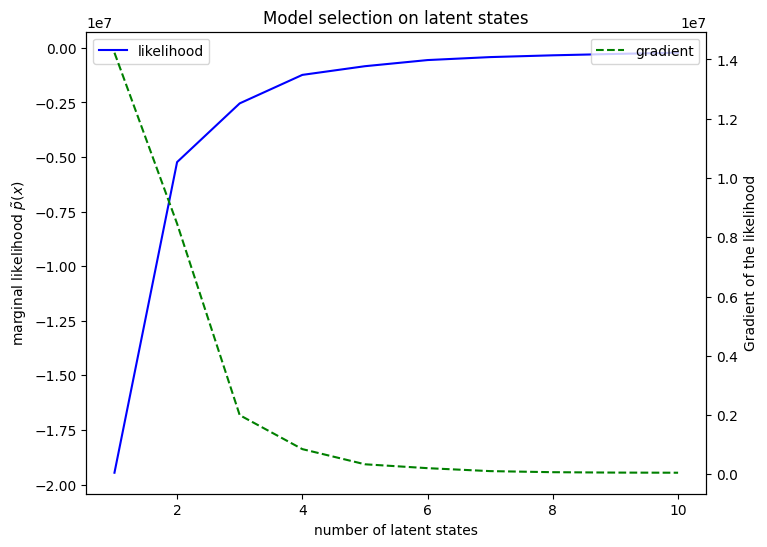 Model selection on latent states
1e7
1e7
likelihood
gradient
0.00
−0.25
−0.50
−0.75
−1.00
−1.25
−1.50
−1.75
−2.00
marginal likelihood p̃(x)
1.4
1.2
1.0
0.8
0.6
0.4
0.2
0.0
Gradient of the likelihood
2 4 6 8 10
number of latent states